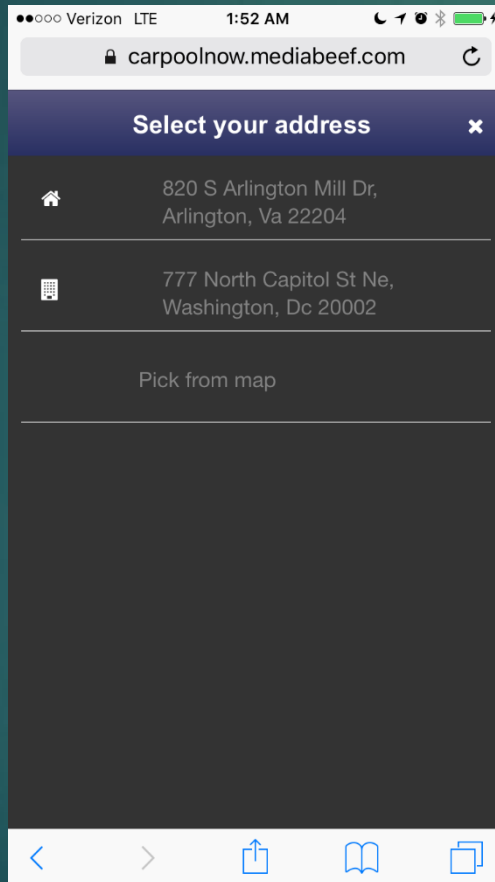 Verizon LTE 1:52 AM
carpoolnow.mediabeef.com
Select your address
820 S Arlington Mill Dr,
Arlington, Va 22204
777 North Capitol St Ne,
Washington, Dc 20002
Pick from map